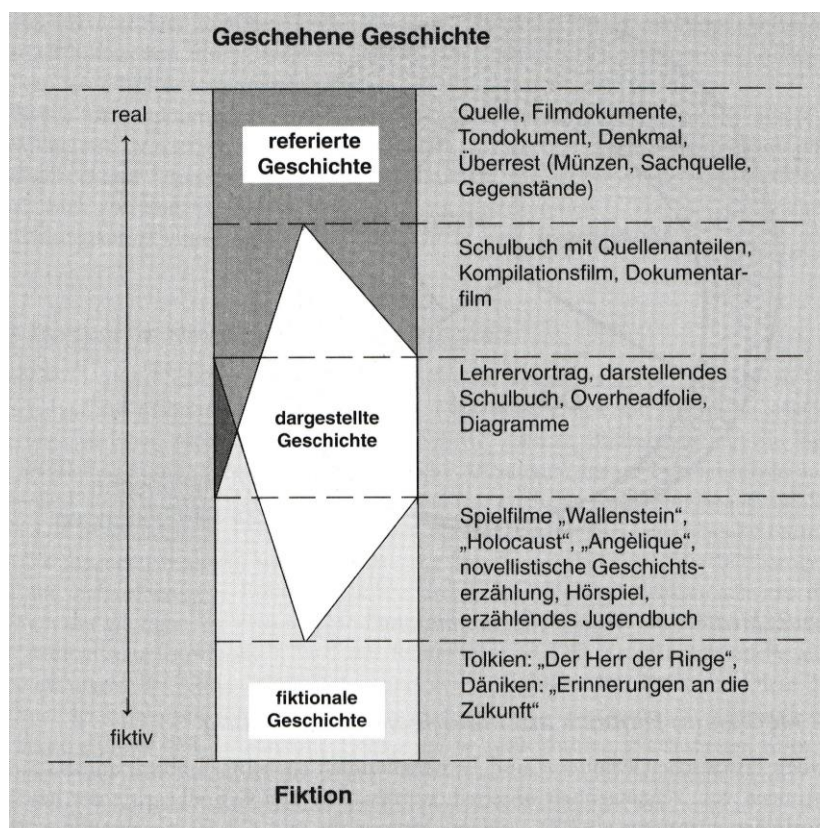 Geschehene Geschichte
real
referierte
Geschichte
Quelle, Filmdokumente,
Tondokument, Denkmal,
Überrest (Münzen, Sachquelle,
Gegenstände)
Schulbuch mit Quellenanteilen,
Kompilationsfilm, Dokumentar-
film
dargestellte
Geschichte
Lehrervortrag, darstellendes
Schulbuch, Overheadfolie,
Diagramme
Spielfilme „Wallenstein“,
„Holocaust“, „Angèlique“,
novellistische Geschichts-
erzählung, Hörspiel,
erzählendes Jugendbuch
fiktionale
Geschichte
Tolkien: „Der Herr der Ringe“,
Däniken: „Erinnerungen an die
Zukunft“
fiktiv
Fiktion